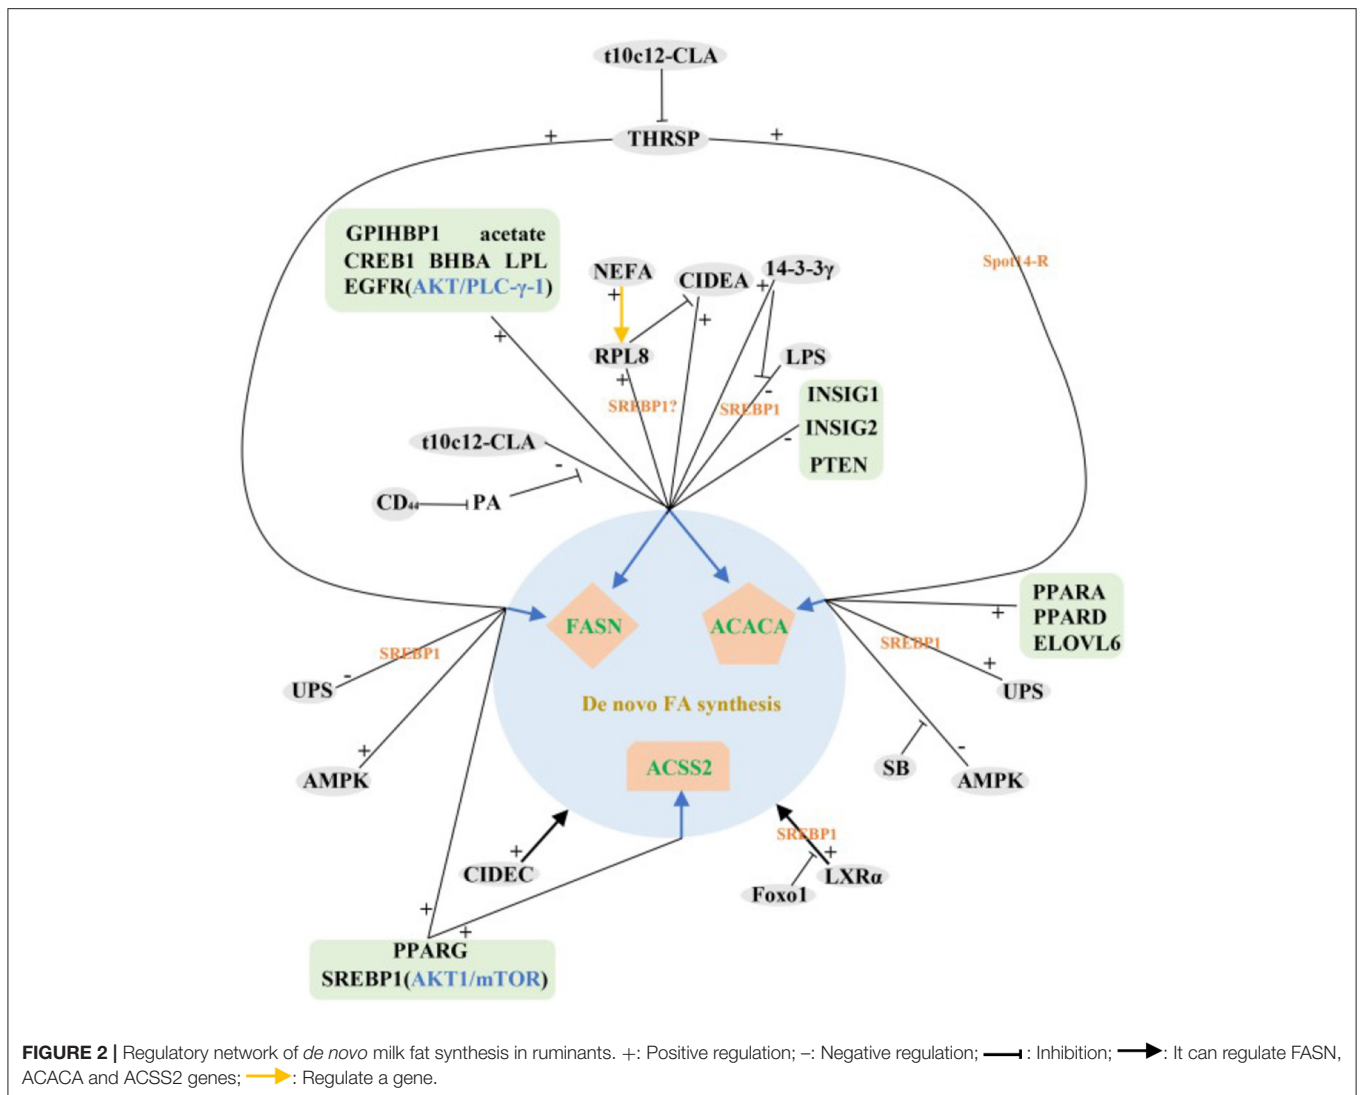 t10c12-CLA
THRSP
+
+
Spot14-R
GPIHBP1 acetate
CREB1 BHBA LPL
EGFR(AKT/PLC-γ-1)
+
NEFA
+
CIDEA
+
14-3-3γ
+
RPL8
+
LPS
-
SREBP1?
SREBP1
INSIG1
INSIG2
PTEN
-
t10c12-CLA
-
CD44
PA
FASN
ACACA
PPARA
PPARD
ELOVL6
+
SREBP1
UPS
-
SREBP1
UPS
+
De novo FA synthesis
AMPK
+
ACSS2
SB
AMPK
-
CIDEC
+
SREBP1
+
LXRα
Foxo1
+
+
PPARG
SREBP1(AKT1/mTOR)
FIGURE 2 | Regulatory network of de novo milk fat synthesis in ruminants. +: Positive regulation; –: Negative regulation; : Inhibition; : It can regulate FASN,
ACACA and ACSS2 genes; : Regulate a gene.